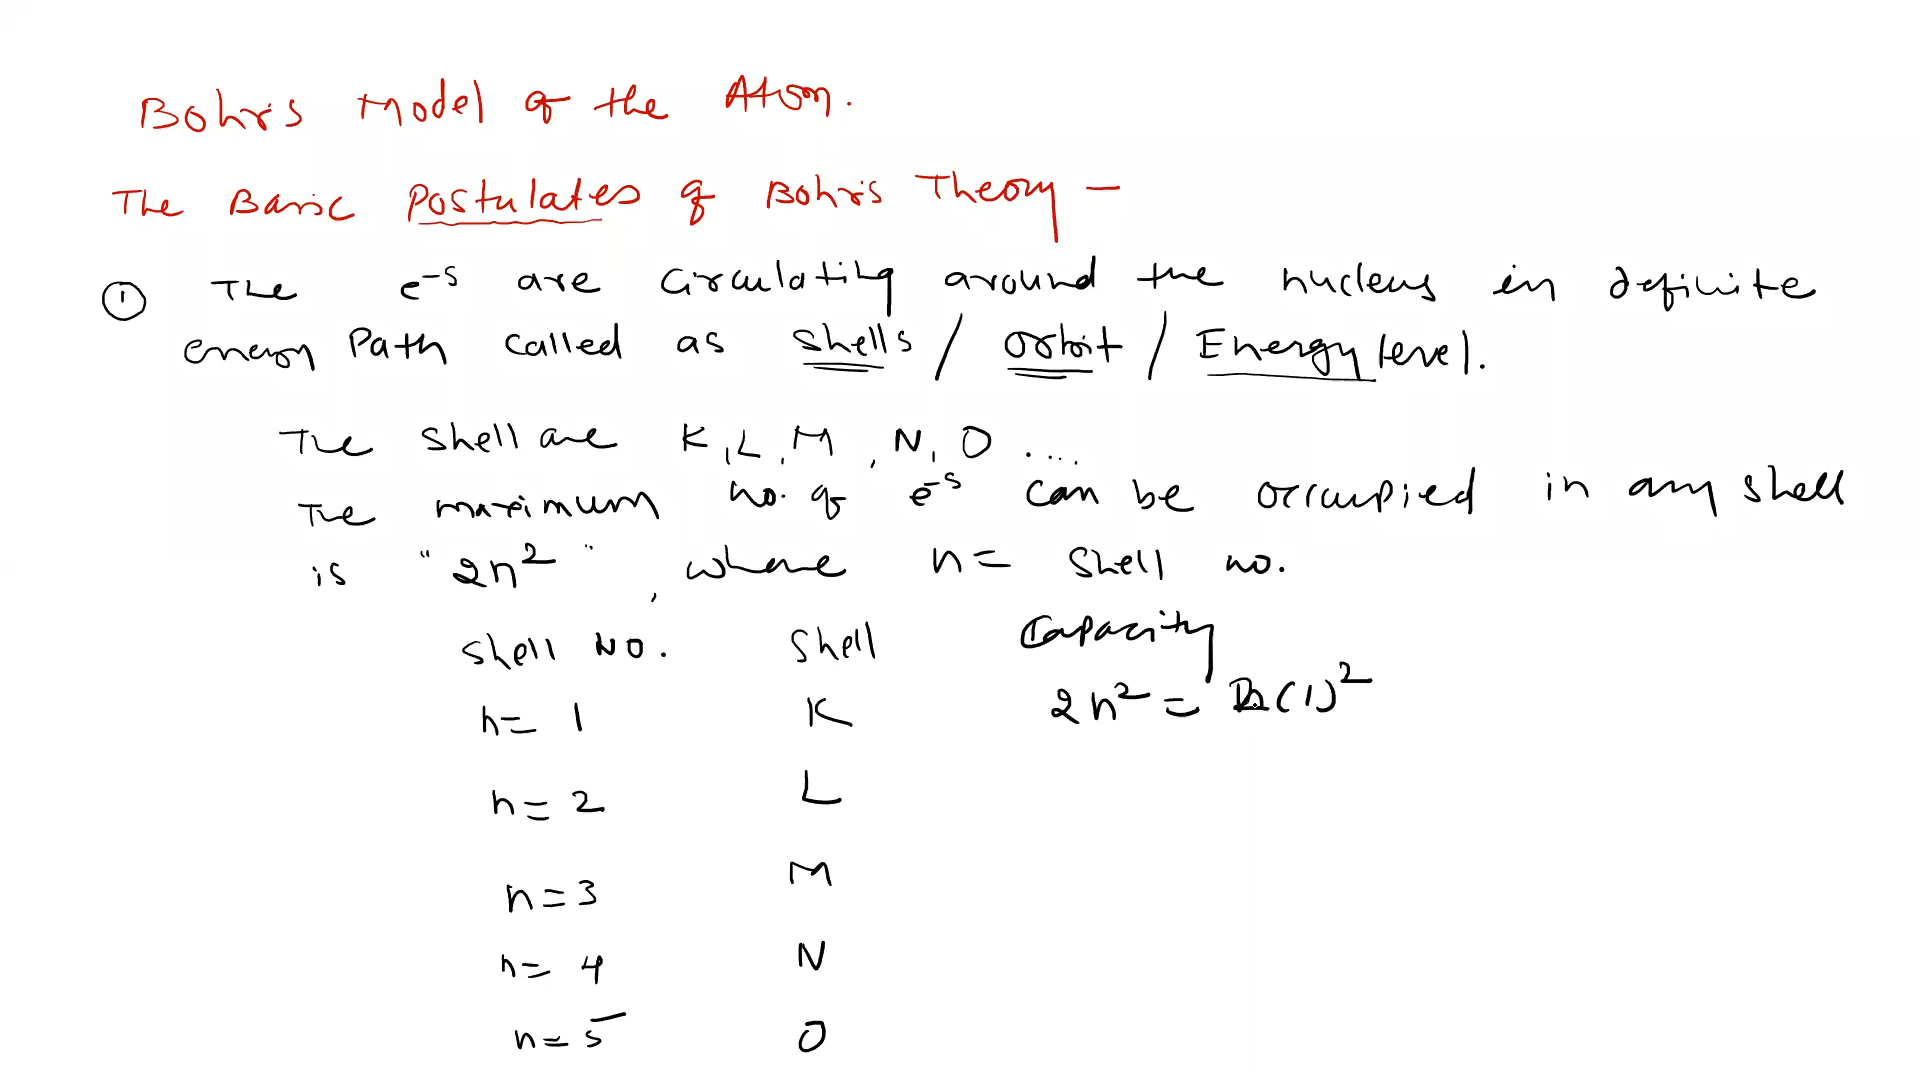 Bohr's Model of the Atom.
The Basic Postulates of Bohr's Theory –
① The e⁻s are circulating around the nucleus in definite
energy Path called as shells / orbit / Energy level.
The shell are K, L, M, N, O ....
The maximum no. of e⁻s can be occupied in any shell
is "2n²", where n = shell no.
Shell No. Shell Capacity
n = 1 K 2n² = 2(1)²
n = 2 L
n = 3 M
n = 4 N
n = 5 O